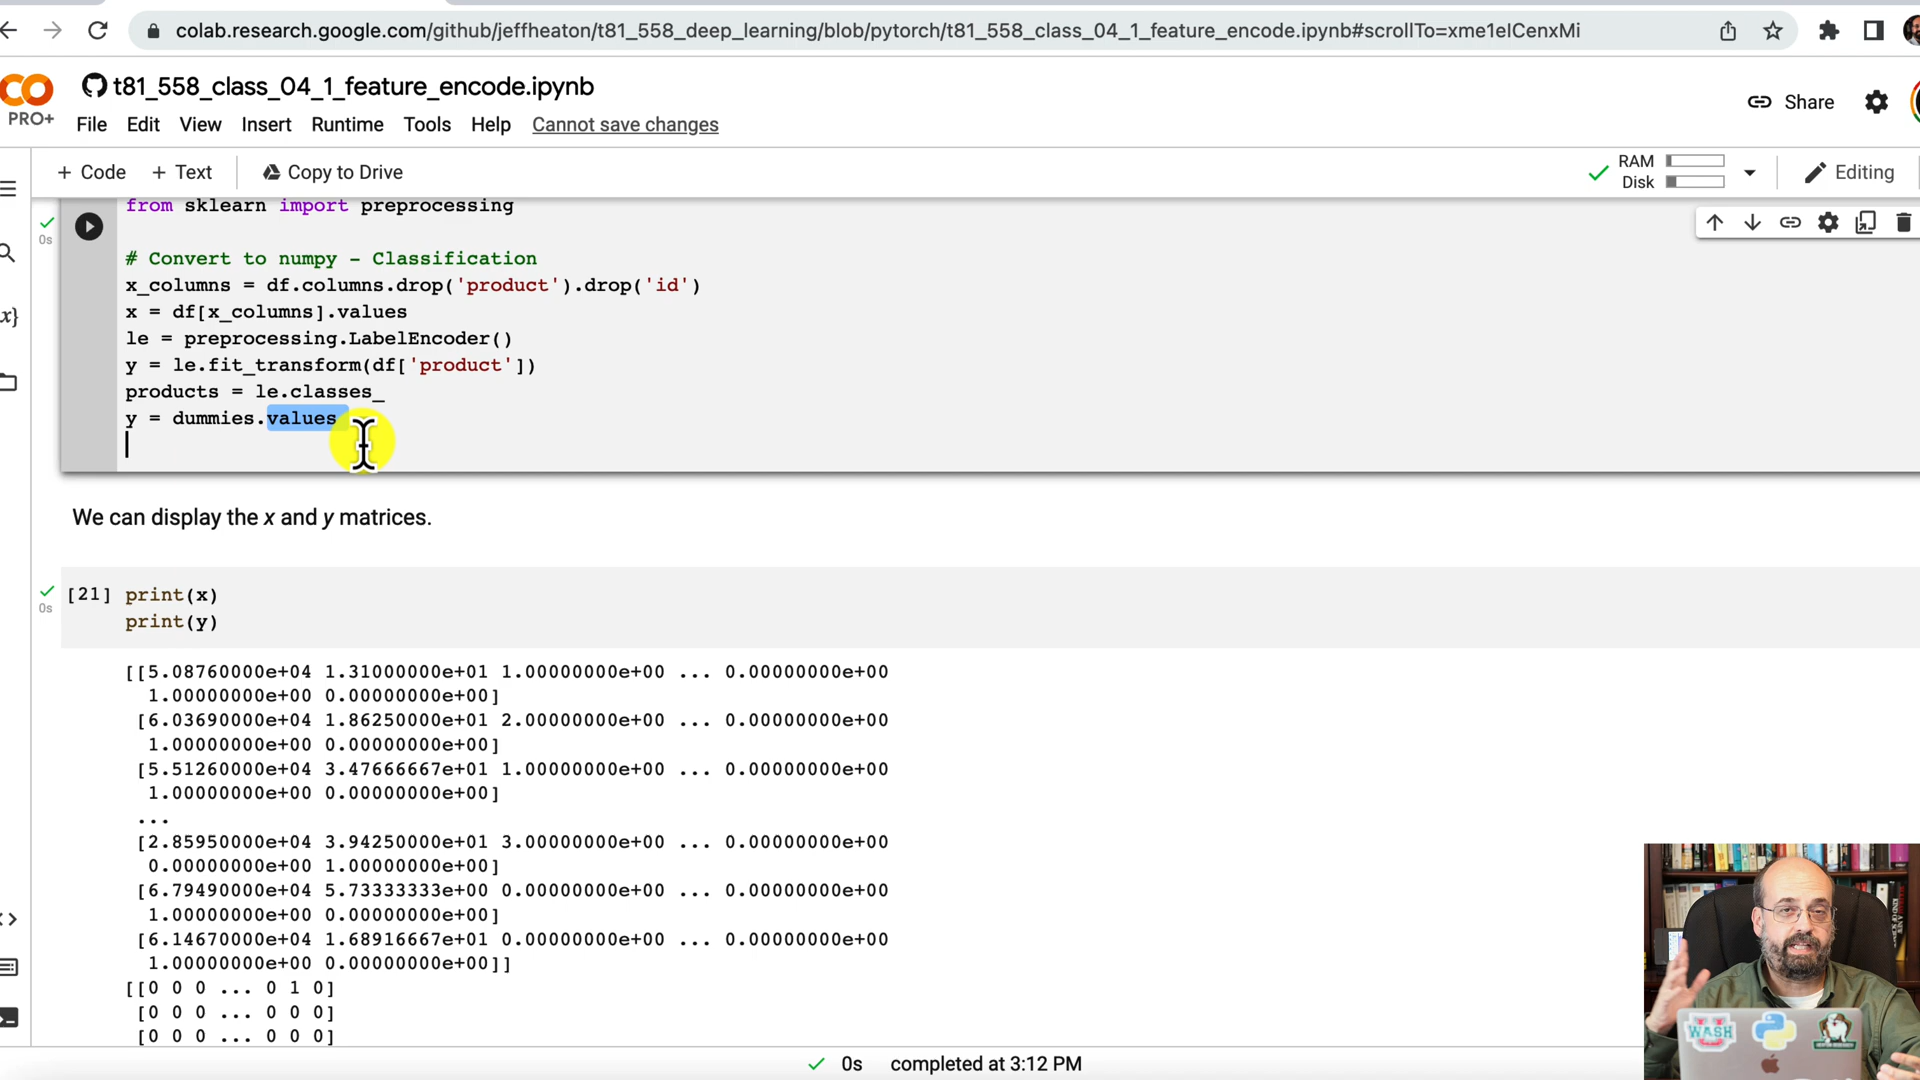 colab.research.google.com/github/jeffheaton/t81_558_deep_learning/blob/pytorch/t81_558_class_04_1_feature_encode.ipynb#scrollTo=xme1eICenxMi
t81_558_class_04_1_feature_encode.ipynb
Share
PRO+
File Edit View Insert Runtime Tools Help Cannot save changes
+ Code + Text Copy to Drive
RAM
Disk
Editing
from sklearn import preprocessing
0s
# Convert to numpy - Classification
x_columns = df.columns.drop('product').drop('id')
x = df[x_columns].values
le = preprocessing.LabelEncoder()
y = le.fit_transform(df['product'])
products = le.classes_
y = dummies.values
We can display the x and y matrices.
[21] print(x)
0s
print(y)
[[5.08760000e+04 1.31000000e+01 1.00000000e+00 ... 0.00000000e+00
1.00000000e+00 0.00000000e+00]
[6.03690000e+04 1.86250000e+01 2.00000000e+00 ... 0.00000000e+00
1.00000000e+00 0.00000000e+00]
[5.51260000e+04 3.47666667e+01 1.00000000e+00 ... 0.00000000e+00
1.00000000e+00 0.00000000e+00]
...
[2.85950000e+04 3.94250000e+01 3.00000000e+00 ... 0.00000000e+00
0.00000000e+00 1.00000000e+00]
[6.79490000e+04 5.73333333e+00 0.00000000e+00 ... 0.00000000e+00
1.00000000e+00 0.00000000e+00]
[6.14670000e+04 1.68916667e+01 0.00000000e+00 ... 0.00000000e+00
1.00000000e+00 0.00000000e+00]]
[[0 0 0 ... 0 1 0]
[0 0 0 ... 0 0 0]
[0 0 0 ... 0 0 0]
0s completed at 3:12 PM
WASH